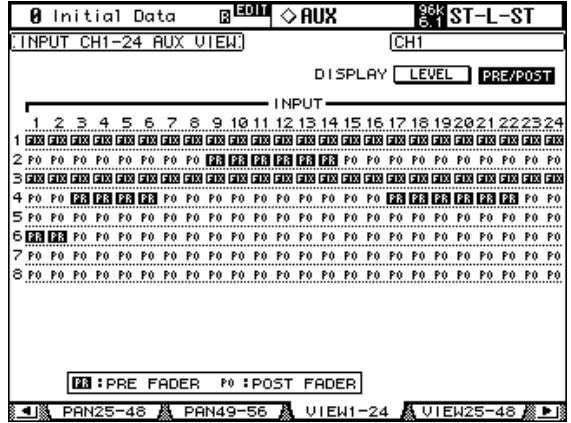 0 Initial Data R EDIT ◇AUX 96K 6.1 ST-L-ST
INPUT CH1-24 AUX VIEW CH1
DISPLAY LEVEL PRE/POST
INPUT
1 2 3 4 5 6 7 8 9 10 11 12 13 14 15 16 17 18 19 20 21 22 23 24
1 FIX FIX FIX FIX FIX FIX FIX FIX FIX FIX FIX FIX FIX FIX FIX FIX FIX FIX FIX FIX FIX FIX FIX FIX
2 PO PO PO PO PO PO PO PO PR PR PR PR PR PR PO PO PO PO PO PO PO PO PO PO
3 FIX FIX FIX FIX FIX FIX FIX FIX FIX FIX FIX FIX FIX FIX FIX FIX FIX FIX FIX FIX FIX FIX FIX FIX
4 PO PO PR PR PR PR PO PO PO PO PO PO PO PO PO PO PR PR PR PR PR PR PO PO
5 PO PO PO PO PO PO PO PO PO PO PO PO PO PO PO PO PO PO PO PO PO PO PO PO
6 PR PR PO PO PO PO PO PO PO PO PO PO PO PO PO PO PO PO PO PO PO PO PO PO
7 PO PO PO PO PO PO PO PO PO PO PO PO PO PO PO PO PO PO PO PO PO PO PO PO
8 PO PO PO PO PO PO PO PO PO PO PO PO PO PO PO PO PO PO PO PO PO PO PO PO
PR :PRE FADER PO :POST FADER
PAN25-48 PAN49-56 VIEW1-24 VIEW25-48